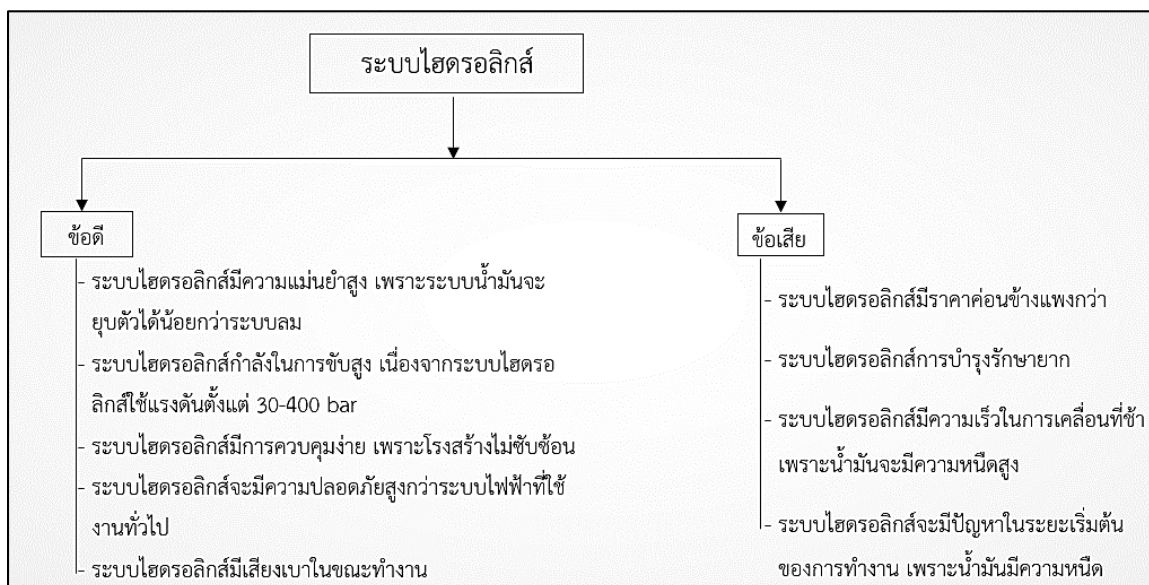 ระบบไฮดรอลิกส์
ข้อดี
- ระบบไฮดรอลิกส์มีความแม่นยำสูง เพราะระบบน้ำมันจะ
ยุบตัวได้น้อยกว่าระบบลม
- ระบบไฮดรอลิกส์กำลังในการขับสูง เนื่องจากระบบไฮดรอ
ลิกส์ใช้แรงดันตั้งแต่ 30-400 bar
- ระบบไฮดรอลิกส์มีการควบคุมง่าย เพราะโรงสร้างไม่ซับซ้อน
- ระบบไฮดรอลิกส์จะมีความปลอดภัยสูงกว่าระบบไฟฟ้าที่ใช้
งานทั่วไป
- ระบบไฮดรอลิกส์มีเสียงเบาในขณะทำงาน
ข้อเสีย
- ระบบไฮดรอลิกส์มีราคาค่อนข้างแพงกว่า
- ระบบไฮดรอลิกส์การบำรุงรักษายาก
- ระบบไฮดรอลิกส์มีความเร็วในการเคลื่อนที่ช้า
เพราะน้ำมันจะมีความหนืดสูง
- ระบบไฮดรอลิกส์จะมีปัญหาในระยะเริ่มต้น
ของการทำงาน เพราะน้ำมันมีความหนืด